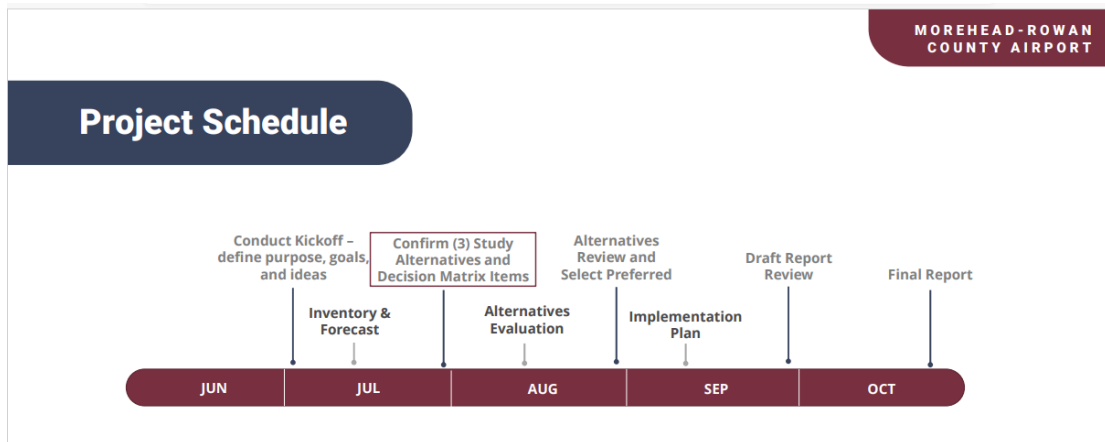 MOREHEAD-ROWAN
COUNTY AIRPORT
Project Schedule
Conduct Kickoff –
define purpose, goals,
and ideas
Confirm (3) Study
Alternatives and
Decision Matrix Items
Alternatives
Review and
Select Preferred
Draft Report
Review
Final Report
Inventory &
Forecast
Alternatives
Evaluation
Implementation
Plan
JUN
JUL
AUG
SEP
OCT